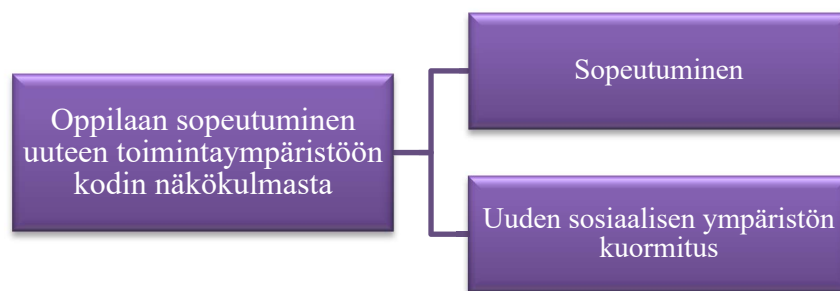 Oppilaan sopeutuminen
uuteen toimintaympäristöön
kodin näkökulmasta
Sopeutuminen
Uuden sosiaalisen ympäristön
kuormitus